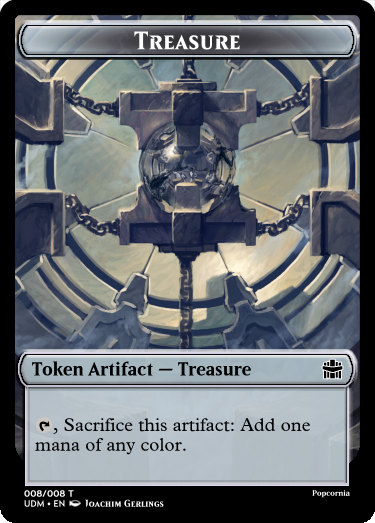 Treasure
Token Artifact — Treasure
, Sacrifice this artifact: Add one
mana of any color.
008/008 T
Popcornia
UDM • EN Joachim Gerlings